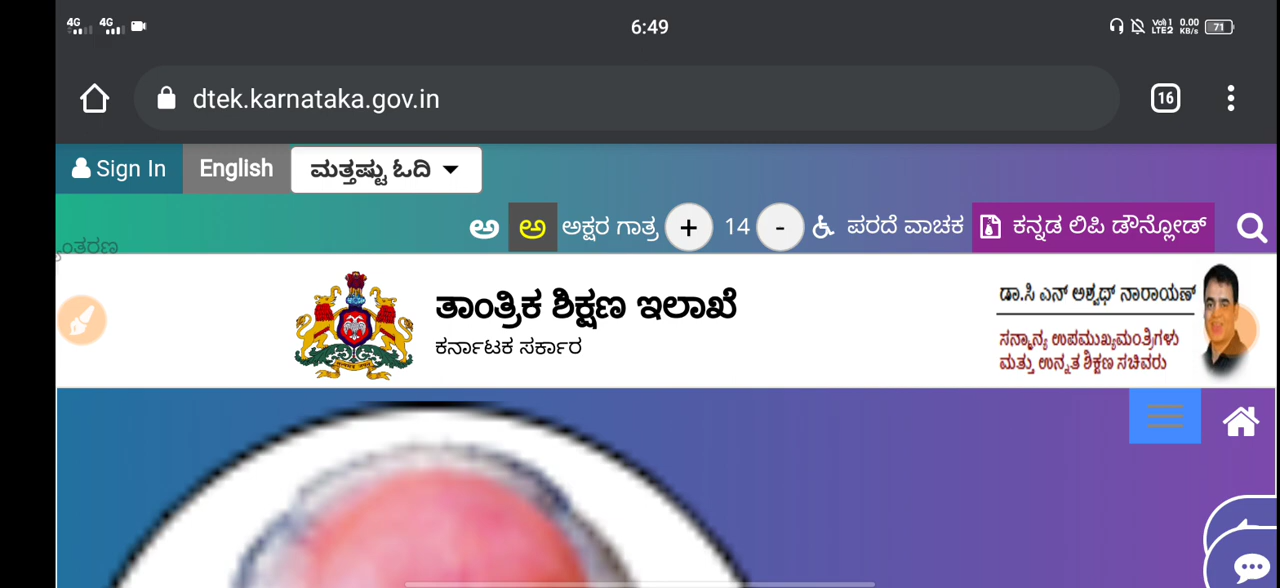 4G 4G 6:49 Vo) 1 LTE2 0.00 KB/s 71
dtek.karnataka.gov.in 16
Sign In English ಮತ್ತಷ್ಟು ಓದಿ
ಅ ಅ ಅಕ್ಷರ ಗಾತ್ರ + 14 - ಪರದೆ ವಾಚಕ ಕನ್ನಡ ಲಿಪಿ ಡೌನ್ಲೋಡ್
ತಾಂತ್ರಿಕ ಶಿಕ್ಷಣ ಇಲಾಖೆ
ಕರ್ನಾಟಕ ಸರ್ಕಾರ
ಡಾ.ಸಿ ಎನ್ ಅಶ್ವಥ್ ನಾರಾಯಣ್
ಸನ್ಮಾನ್ಯ ಉಪಮುಖ್ಯಮಂತ್ರಿಗಳು
ಮತ್ತು ಉನ್ನತ ಶಿಕ್ಷಣ ಸಚಿವರು